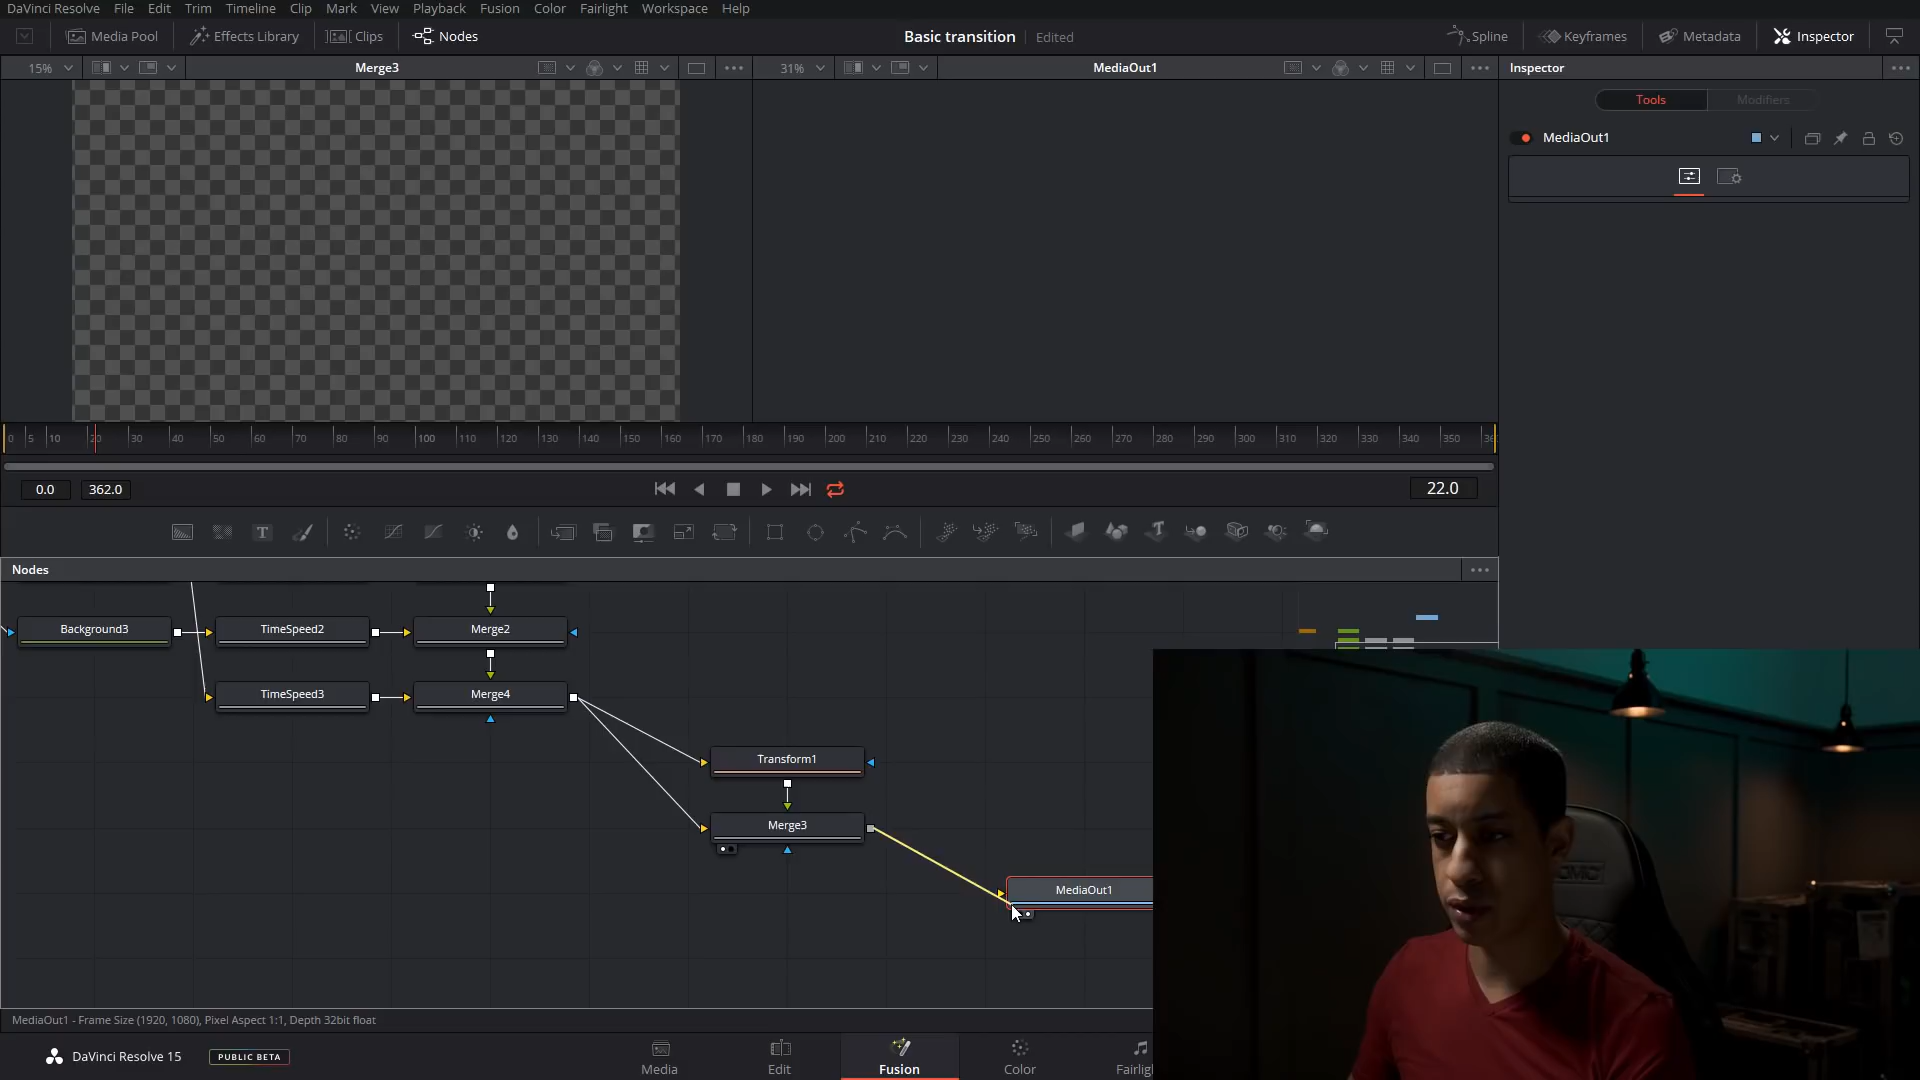 DaVinci Resolve File Edit Trim Timeline Clip Mark View Playback Fusion Color Fairlight Workspace Help
Media Pool Effects Library Clips Nodes Basic transition Edited Spline Keyframes Metadata Inspector
15% Merge3 31% MediaOut1 Inspector
Tools Modifiers
MediaOut1
0 5 10 20 30 40 50 60 70 80 90 100 110 120 130 140 150 160 170 180 190 200 210 220 230 240 250 260 270 280 290 300 310 320 330 340 350
0.0 362.0 22.0
T T
Nodes
Background3 TimeSpeed2 Merge2
TimeSpeed3 Merge4
Transform1
Merge3
MediaOut1
MediaOut1 - Frame Size (1920, 1080), Pixel Aspect 1:1, Depth 32bit float
DaVinci Resolve 15 PUBLIC BETA
Media Edit Fusion Color Fairligh